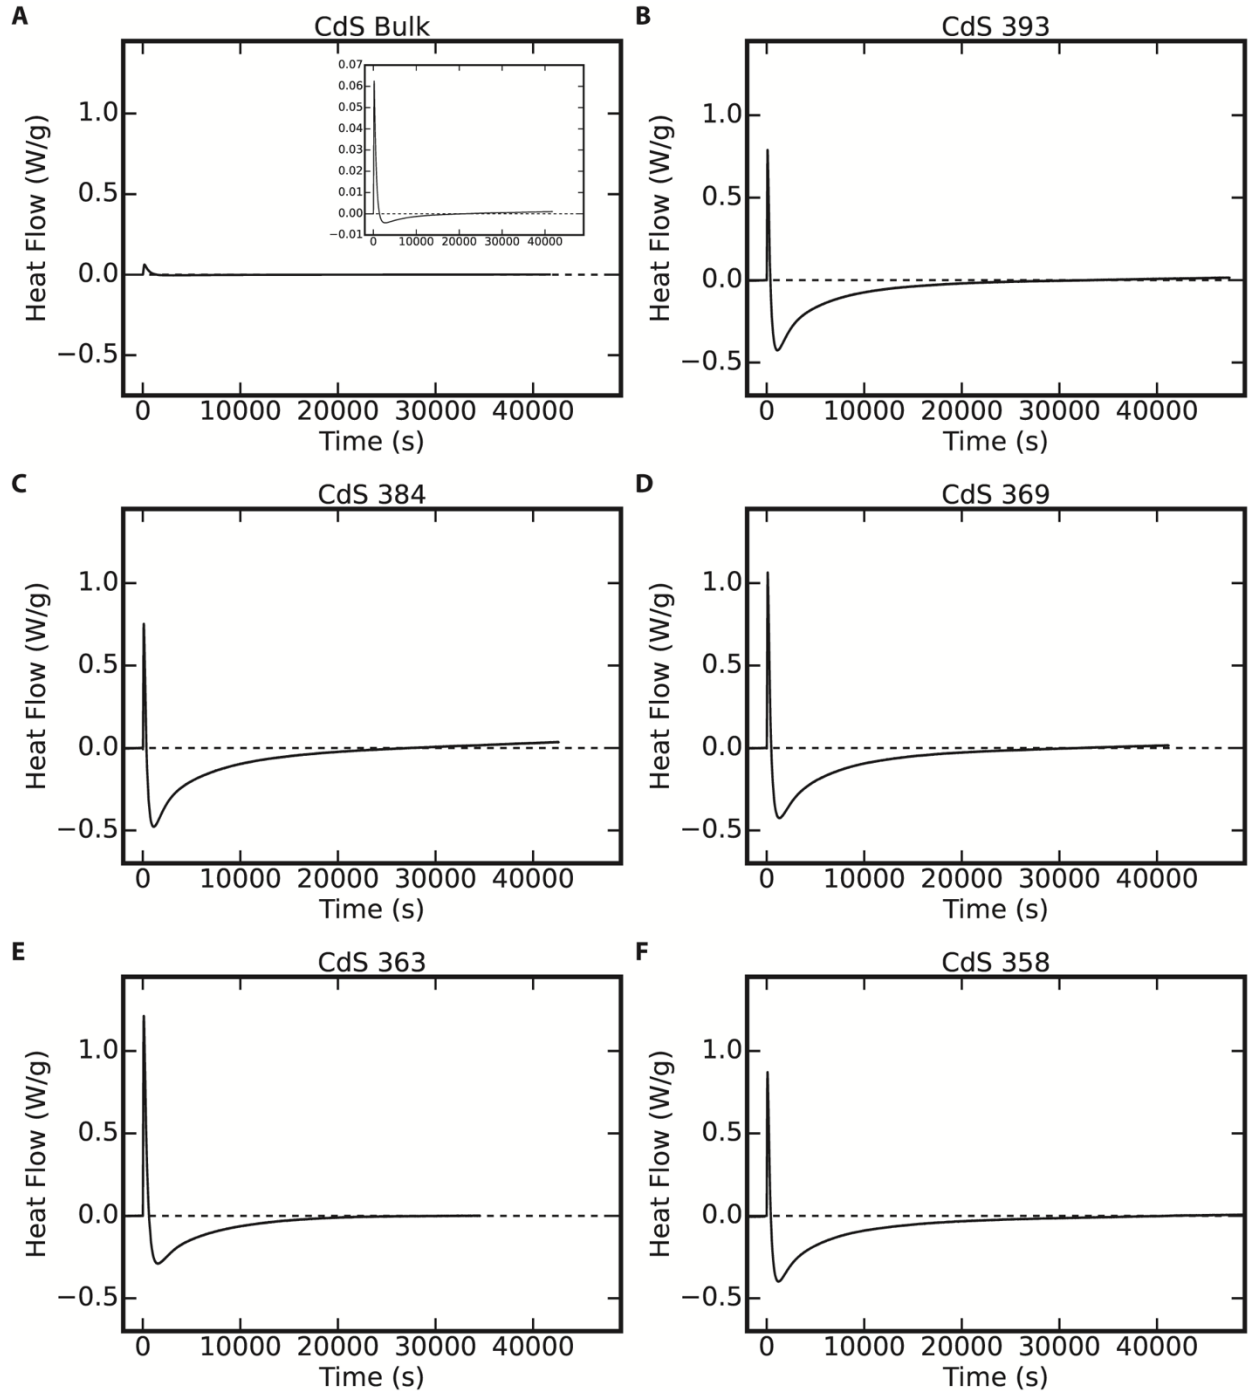 A
CdS Bulk
Heat Flow (W/g)
1.0
0.5
0.0
−0.5
0 10000 20000 30000 40000
Time (s)
0.07
0.06
0.05
0.04
0.03
0.02
0.01
0.00
−0.01
0 10000 20000 30000 40000
B
CdS 393
Heat Flow (W/g)
1.0
0.5
0.0
−0.5
0 10000 20000 30000 40000
Time (s)
C
CdS 384
Heat Flow (W/g)
1.0
0.5
0.0
−0.5
0 10000 20000 30000 40000
Time (s)
D
CdS 369
Heat Flow (W/g)
1.0
0.5
0.0
−0.5
0 10000 20000 30000 40000
Time (s)
E
CdS 363
Heat Flow (W/g)
1.0
0.5
0.0
−0.5
0 10000 20000 30000 40000
Time (s)
F
CdS 358
Heat Flow (W/g)
1.0
0.5
0.0
−0.5
0 10000 20000 30000 40000
Time (s)